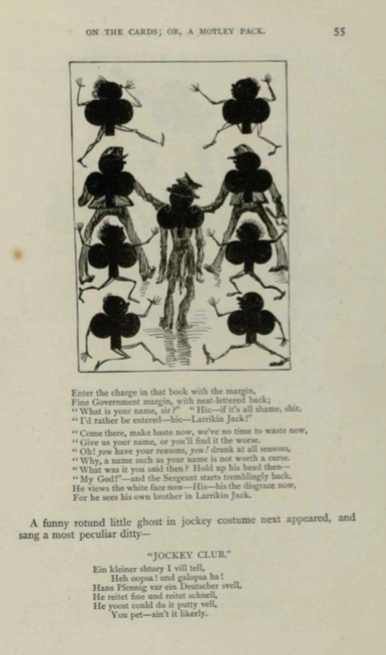 ON THE CARDS; OR, A MOTLEY PACK. 55
Enter the charge in that book with the margin,
Fine Government margin, with neat-lettered back;
"What is your name, sir?" "Hic—if it's all shame, shir,
"I'd rather be entered—hic—Larrikin Jack!"
"Come there, make haste now, we've no time to waste now,
"Give us your name, or you'll find it the worse.
"Oh! you have your reasons, you! drunk at all seasons,
"Why, a name such as your name is not worth a curse.
"What was it you said then? Hold up his head then—
"My God!"—and the Sergeant starts tremblingly back.
He views the white face now—His—his the disgrace now,
For he sees his own brother in Larrikin Jack.
A funny rotund little ghost in jockey costume next appeared, and
sang a most peculiar ditty—
"JOCKEY CLUB."
Ein kleiner shtory I vill tell,
Heh oopsa! und galopsa ha!
Hans Pfennig var ein Deutscher svell,
He reitet fine und reitet schnell,
He yoost could do it putty vell,
You pet—ain't it likerly.